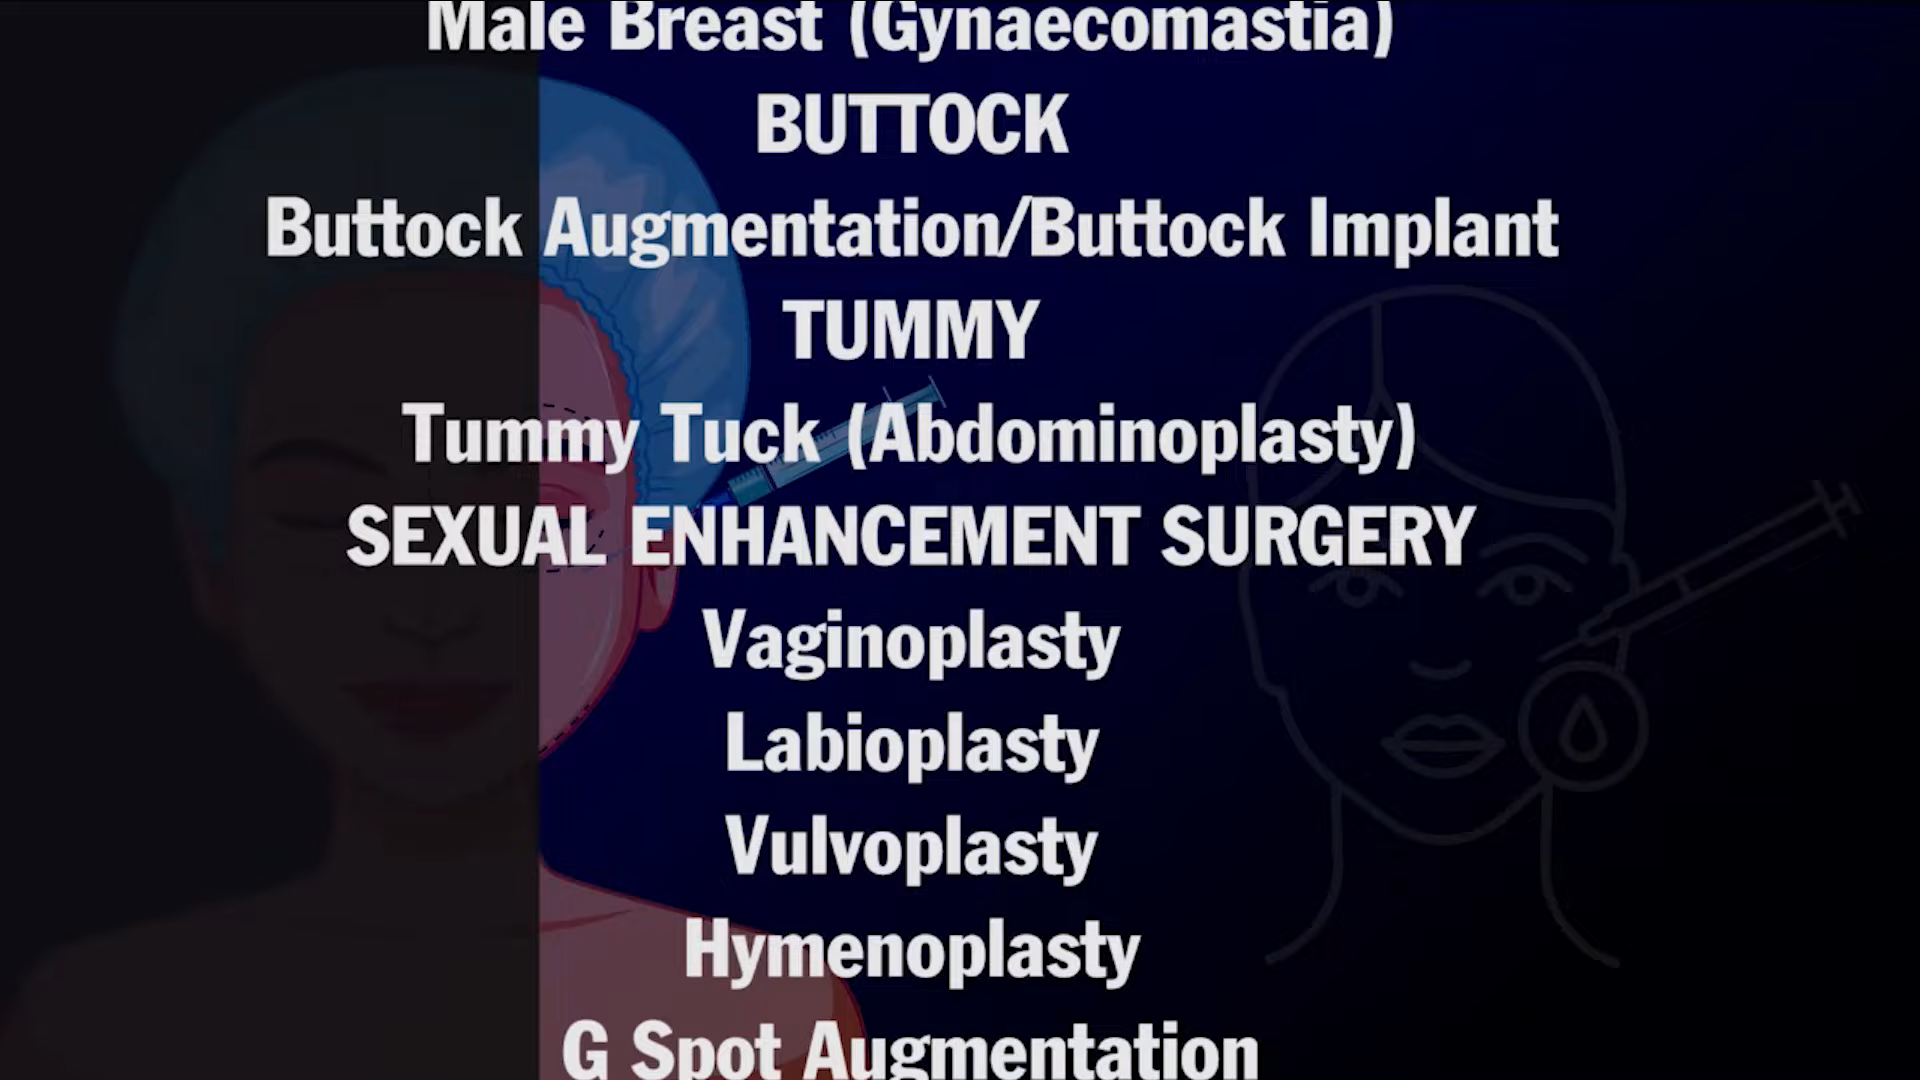 Male Breast (Gynaecomastia)
BUTTOCK
Buttock Augmentation/Buttock Implant
TUMMY
Tummy Tuck (Abdominoplasty)
SEXUAL ENHANCEMENT SURGERY
Vaginoplasty
Labioplasty
Vulvoplasty
Hymenoplasty
G Spot Augmentation